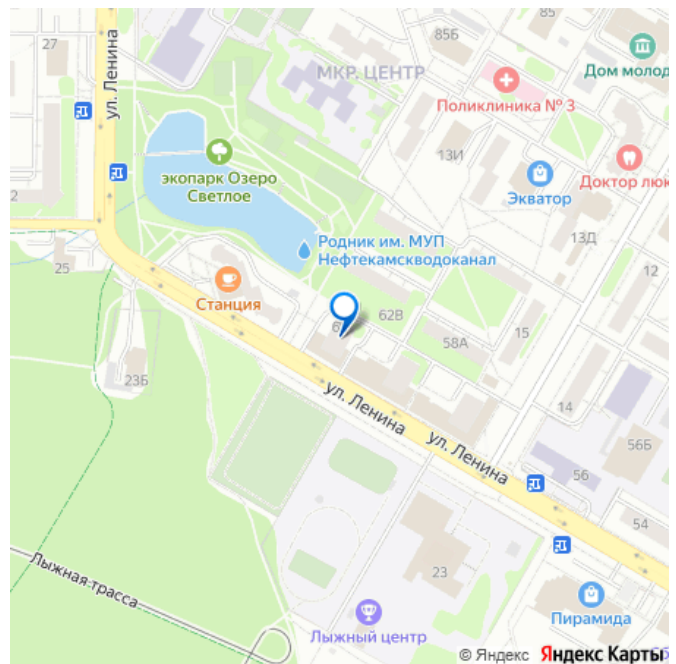 85
85Б
27
ул. Ленина
МКР. ЦЕНТР
Дом молод
Поликлиника № 3
13И
экопарк Озеро
Светлое
Экватор
Доктор люк
2
Родник им. МУП
Нефтекамскводоканал
13Д
25
12
Станция
62В
15
58А
23Б
ул. Ленина
14
ул. Ленина
56Б
56
54
23
Лыжная трасса
Пирамида
Лыжный центр
© Яндекс Яндекс Карты